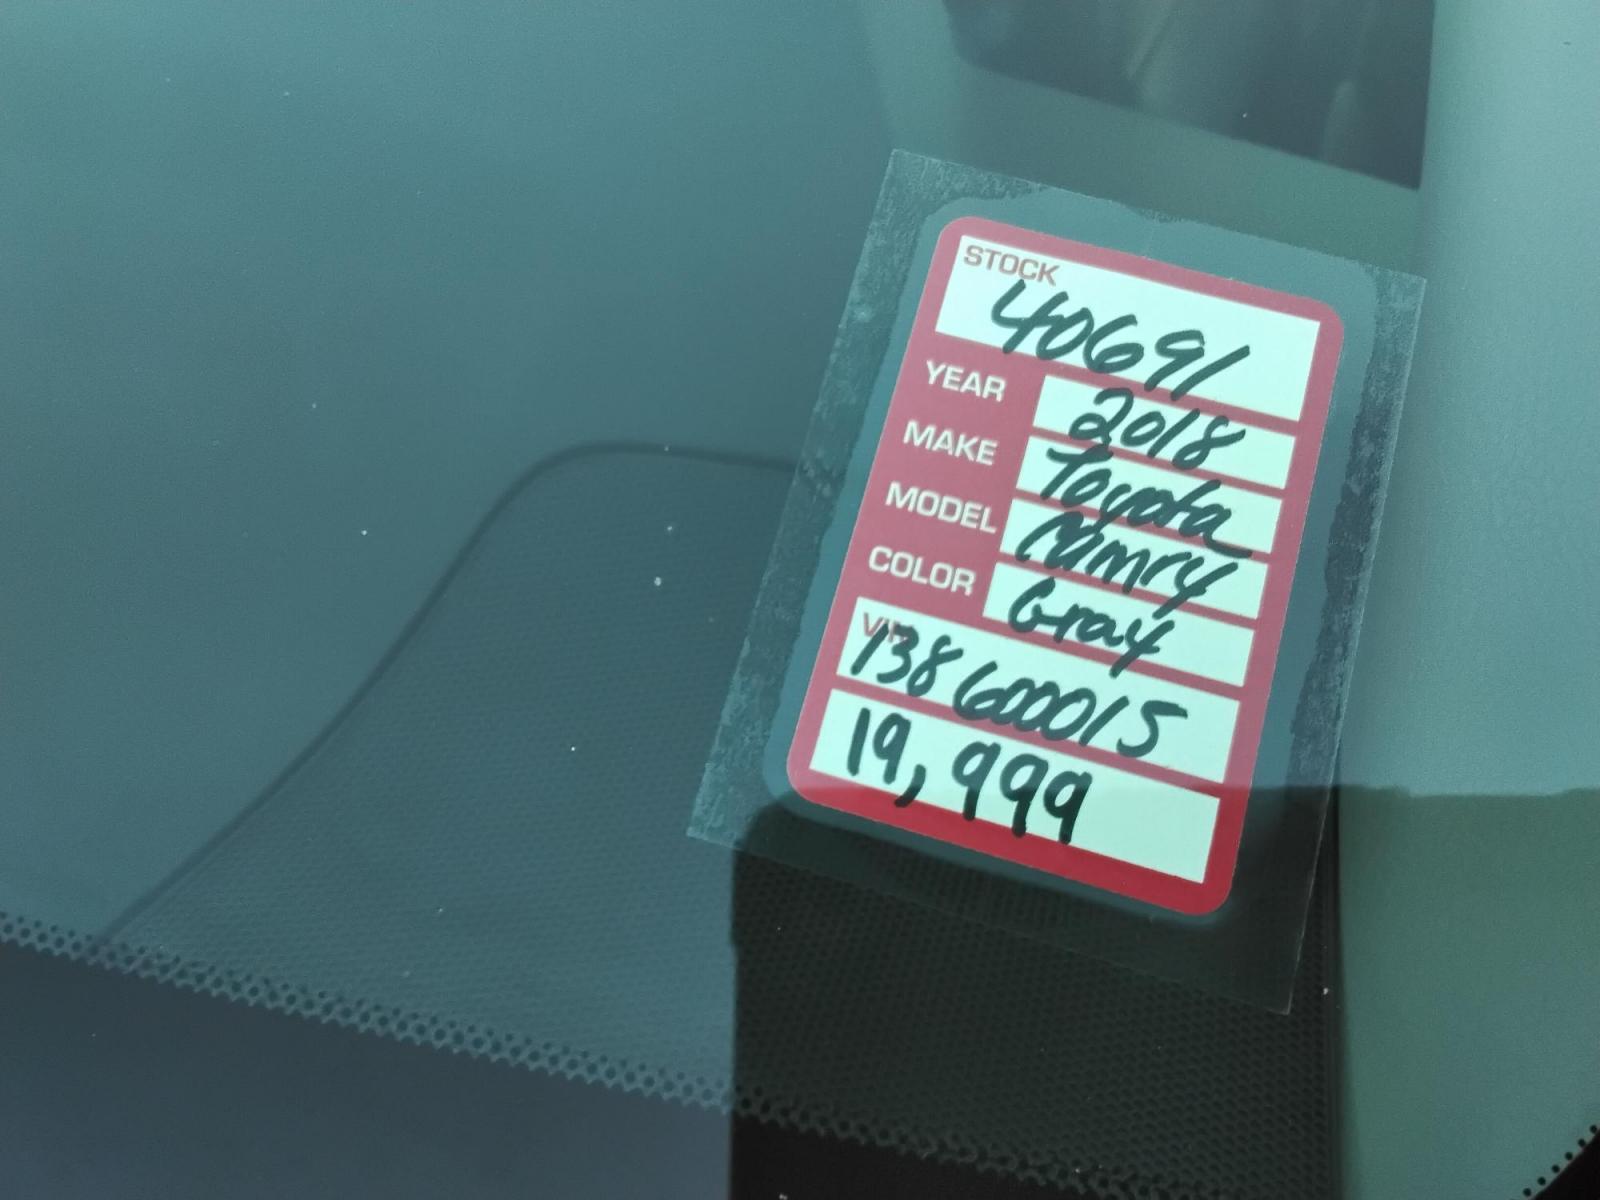 STOCK
40691
YEAR 2018
MAKE Toyota
MODEL Camry
COLOR Gray
VIN
138600015
19,999